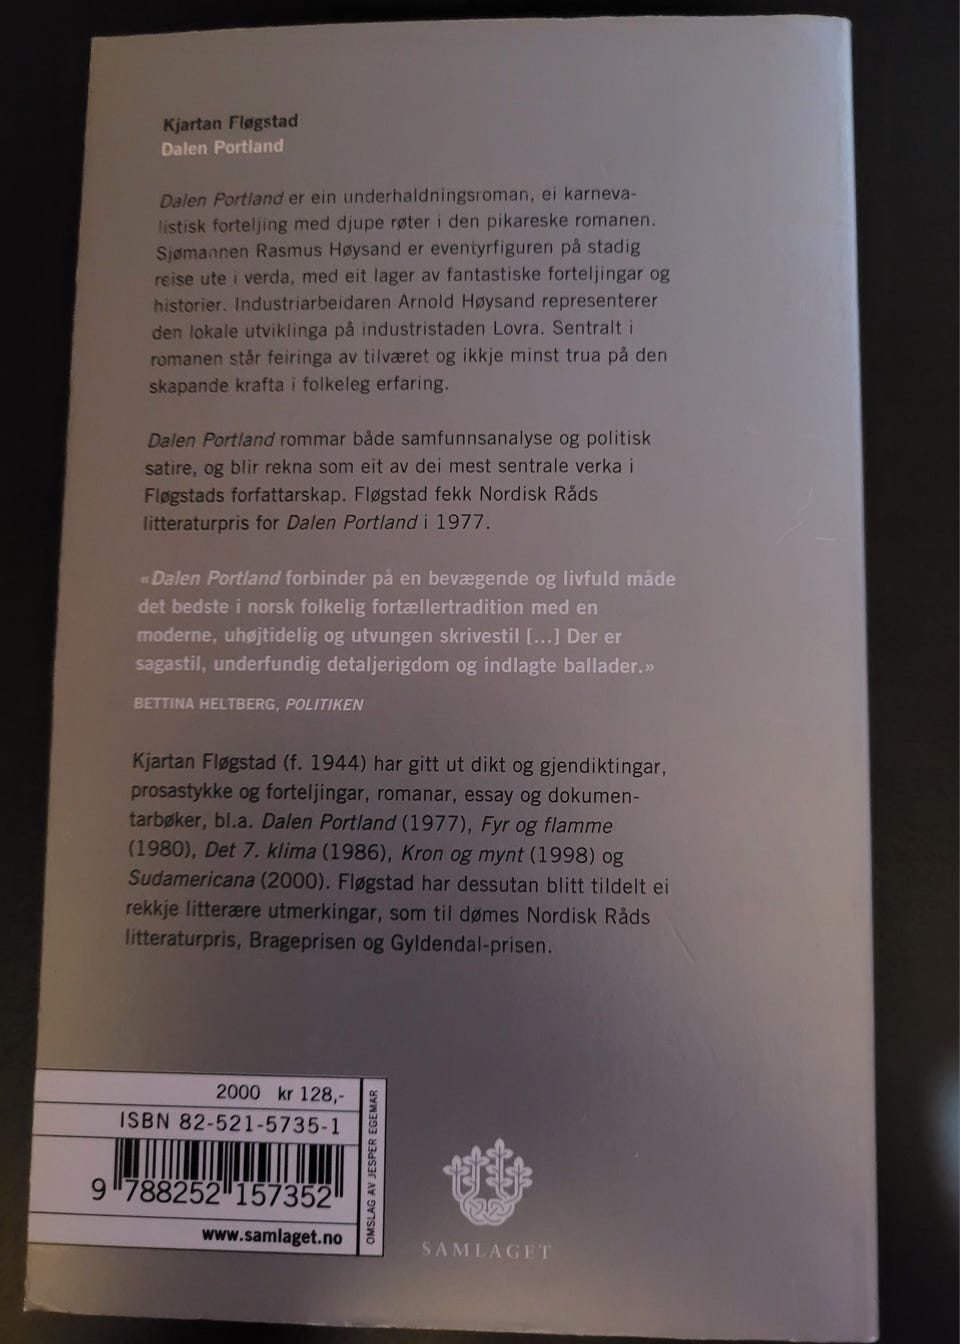 Kjartan Fløgstad
Dalen Portland
Dalen Portland er ein underhaldningsroman, ei karneva-
listisk forteljing med djupe røter i den pikareske romanen.
Sjømannen Rasmus Høysand er eventyrfiguren på stadig
reise ute i verda, med eit lager av fantastiske forteljingar og
historier. Industriarbeidaren Arnold Høysand representerer
den lokale utviklinga på industristaden Lovra. Sentralt i
romanen står feiringa av tilværet og ikkje minst trua på den
skapande krafta i folkeleg erfaring.
Dalen Portland rommar både samfunnsanalyse og politisk
satire, og blir rekna som eit av dei mest sentrale verka i
Fløgstads forfattarskap. Fløgstad fekk Nordisk Råds
litteraturpris for Dalen Portland i 1977.
«Dalen Portland forbinder på en bevægende og livfuld måde
det bedste i norsk folkelig fortællertradition med en
moderne, uhøjtidelig og utvungen skrivestil [...] Der er
sagastil, underfundig detaljerigdom og indlagte ballader.»
BETTINA HELTBERG, POLITIKEN
Kjartan Fløgstad (f. 1944) har gitt ut dikt og gjendiktingar,
prosastykke og forteljingar, romanar, essay og dokumen-
tarbøker, bl.a. Dalen Portland (1977), Fyr og flamme
(1980), Det 7. klima (1986), Kron og mynt (1998) og
Sudamericana (2000). Fløgstad har dessutan blitt tildelt ei
rekkje litterære utmerkingar, som til dømes Nordisk Råds
litteraturpris, Brageprisen og Gyldendal-prisen.
2000 kr 128,-
ISBN 82-521-5735-1
9 788252 157352
www.samlaget.no
OMSLAG AV JESPER EGEMAR
SAMLAGET